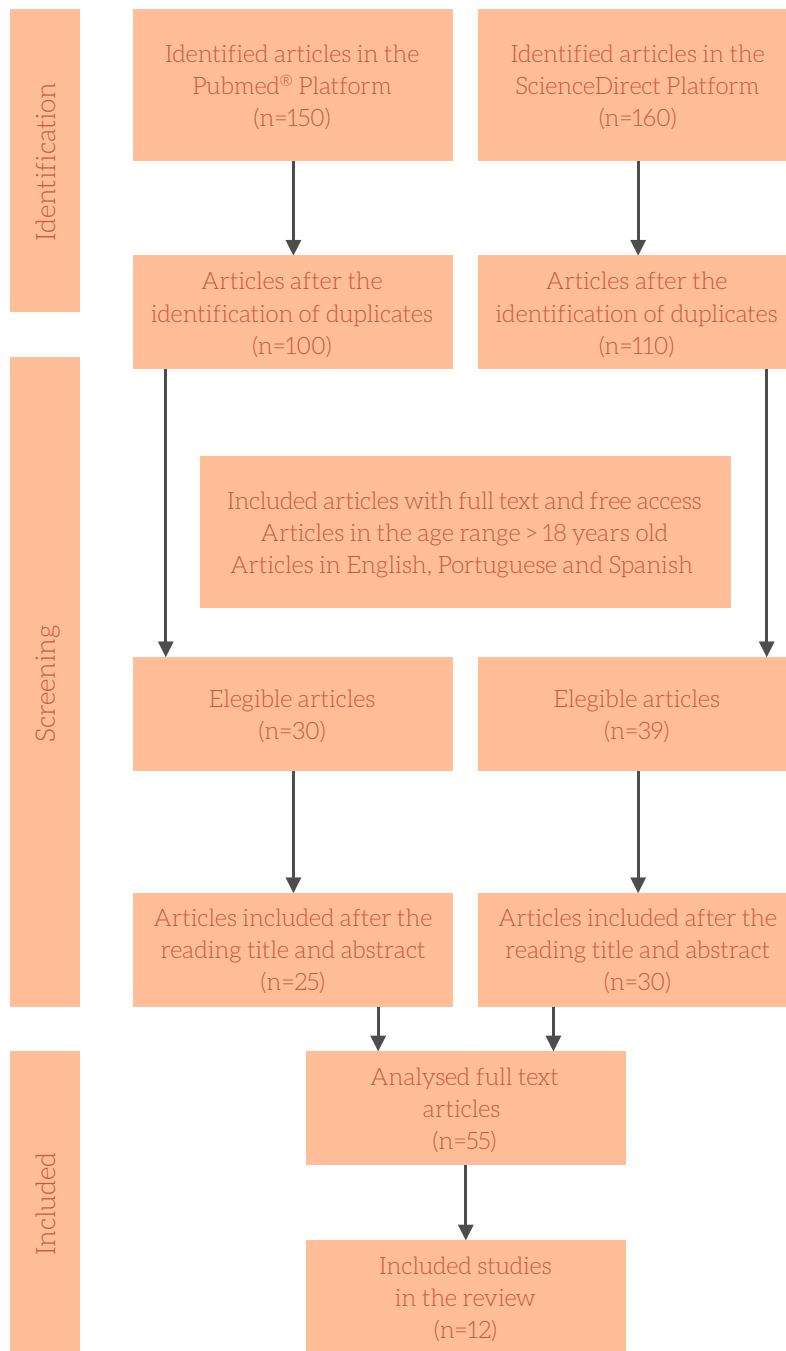 Identification
Identified articles in the
Pubmed® Platform
(n=150)
Identified articles in the
ScienceDirect Platform
(n=160)
Articles after the
identification of duplicates
(n=100)
Articles after the
identification of duplicates
(n=110)
Screening
Included articles with full text and free access
Articles in the age range > 18 years old
Articles in English, Portuguese and Spanish
Elegible articles
(n=30)
Elegible articles
(n=39)
Articles included after the
reading title and abstract
(n=25)
Articles included after the
reading title and abstract
(n=30)
Included
Analysed full text
articles
(n=55)
Included studies
in the review
(n=12)